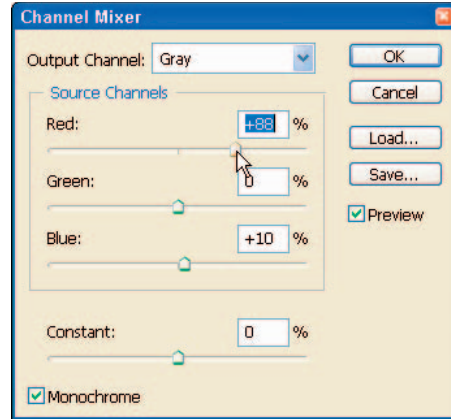 Channel Mixer
Output Channel: Gray
OK
Source Channels
Cancel
Red: +88 %
Load...
Green: 0 %
Save...
Preview
Blue: +10 %
Constant: 0 %
Monochrome